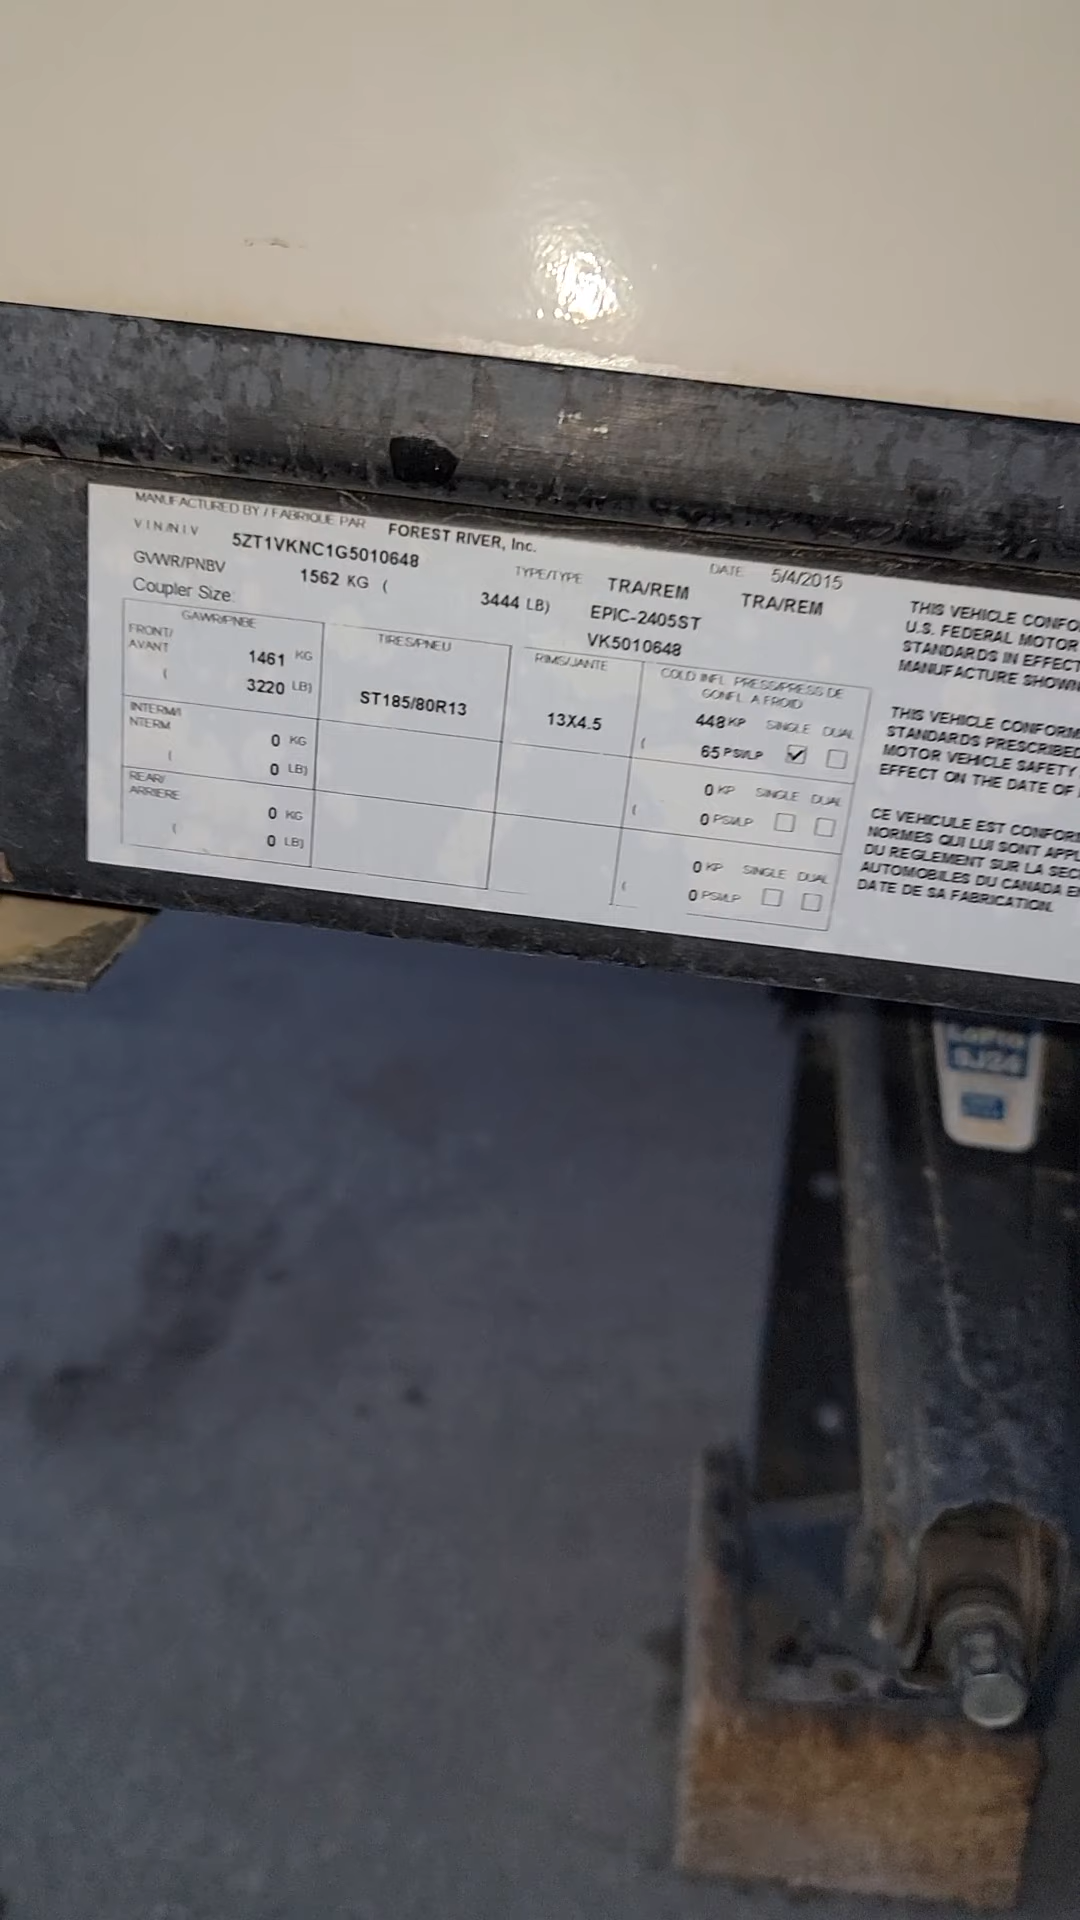 MANUFACTURED BY / FABRIQUE PAR FOREST RIVER, Inc.
V I N /N I V 5ZT1VKNC1G5010648 DATE 5/4/2015
GVWR/PNBV 1562 KG ( 3444 LB) TYPE/TYPE TRA/REM TRA/REM
Coupler Size: EPIC-2405ST
VK5010648
GAWR/PNBE TIRES/PNEU RIMS/JANTE COLD INFL. PRESS/PRESS DE
GONFL. A FROID
FRONT/
AVANT 1461 KG
( 3220 LB) ST185/80R13 13X4.5 448 KP SINGLE DUAL
( 65 PSI/LP
INTERM/
NTERM 0 KG
( 0 LB) 0 KP SINGLE DUAL
( 0 PSI/LP
REAR/
ARRIERE 0 KG
( 0 LB) 0 KP SINGLE DUAL
( 0 PSI/LP
THIS VEHICLE CONFO
U.S. FEDERAL MOTOR
STANDARDS IN EFFECT
MANUFACTURE SHOWN
THIS VEHICLE CONFORM
STANDARDS PRESCRIBED
MOTOR VEHICLE SAFETY
EFFECT ON THE DATE OF
CE VEHICULE EST CONFORM
NORMES QUI LUI SONT APPL
DU REGLEMENT SUR LA SEC
AUTOMOBILES DU CANADA EN
DATE DE SA FABRICATION.